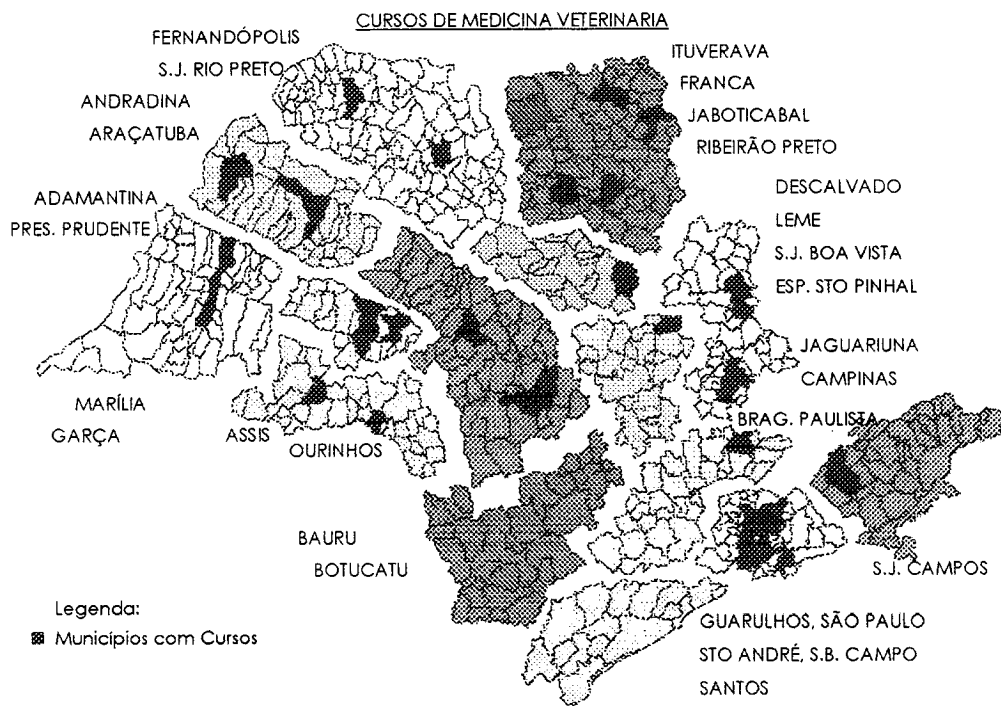 CURSOS DE MEDICINA VETERINARIA
FERNANDÓPOLIS
S.J. RIO PRETO
ANDRADINA
ARAÇATUBA
ADAMANTINA
PRES. PRUDENTE
ITUVERAVA
FRANCA
JABOTICABAL
RIBEIRÃO PRETO
DESCALVADO
LEME
S.J. BOA VISTA
ESP. STO PINHAL
JAGUARIUNA
CAMPINAS
BRAG. PAULISTA
MARÍLIA
GARÇA
ASSIS
OURINHOS
BAURU
BOTUCATU
S.J. CAMPOS
GUARULHOS, SÃO PAULO
STO ANDRÉ, S.B. CAMPO
SANTOS
Legenda:
Municípios com Cursos